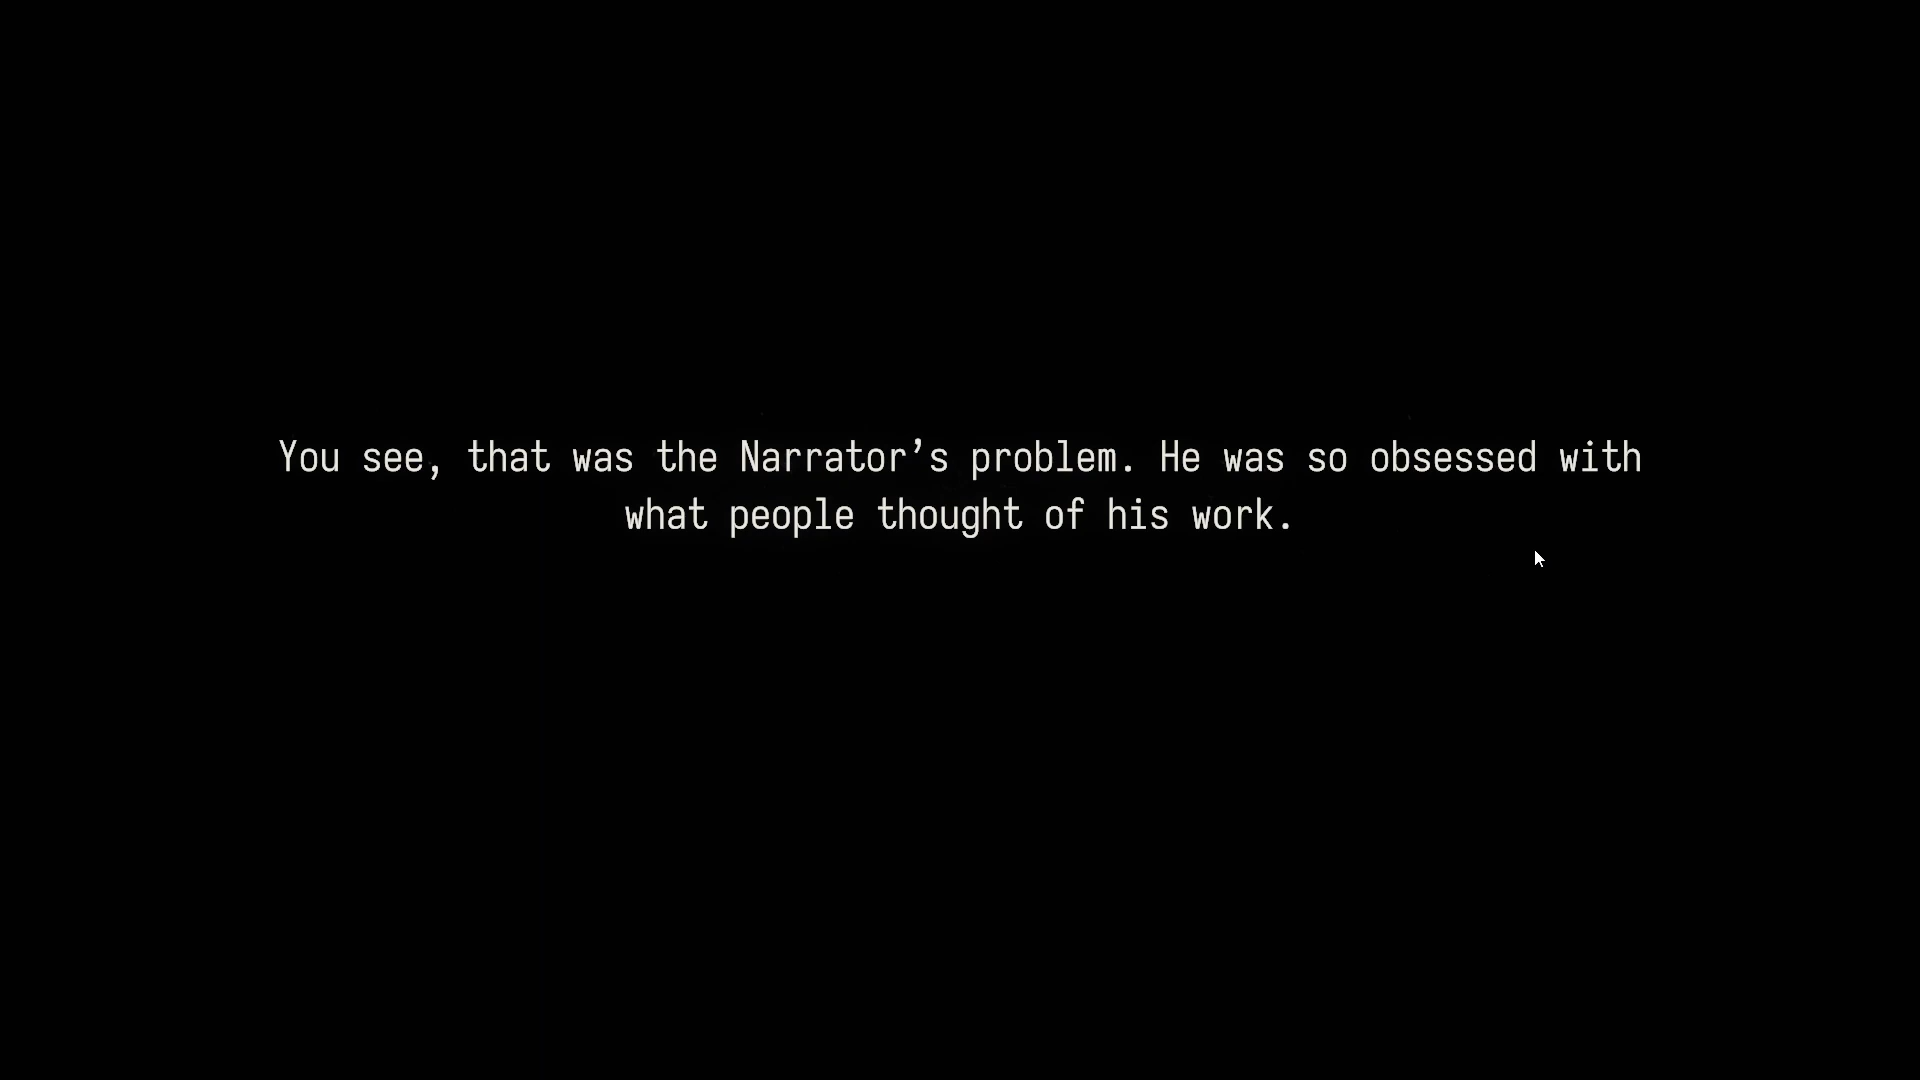 You see, that was the Narrator’s problem. He was so obsessed with
what people thought of his work.